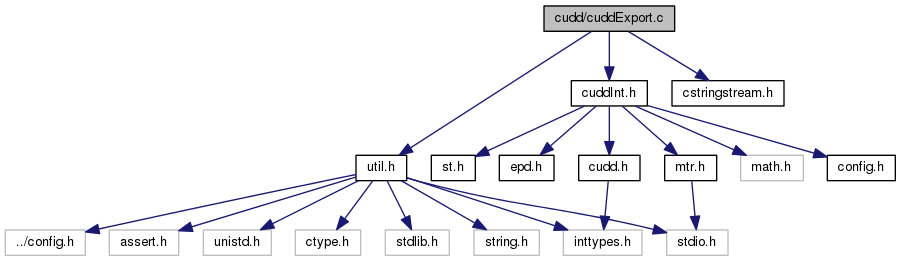 cudd/cuddExport.c
cuddInt.h
cstringstream.h
util.h
st.h
epd.h
cudd.h
mtr.h
math.h
config.h
../config.h
assert.h
unistd.h
ctype.h
stdlib.h
string.h
inttypes.h
stdio.h